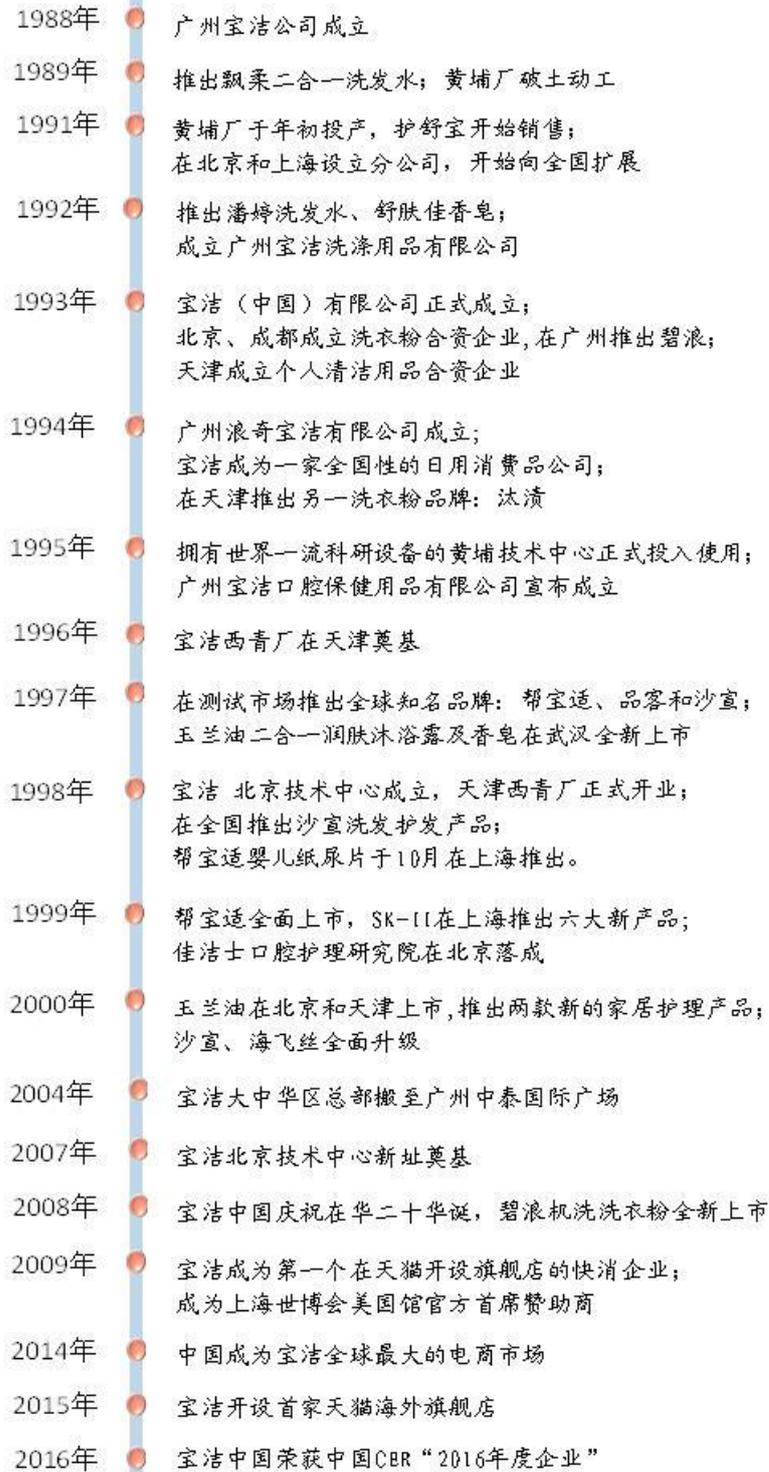 1988年
广州宝洁公司成立
1989年
推出飘柔二合一洗发水；黄埔厂破土动工
1991年
黄埔厂于年初投产，护舒宝开始销售；
在北京和上海设立分公司，开始向全国扩展
1992年
推出潘婷洗发水、舒肤佳香皂；
成立广州宝洁洗涤用品有限公司
1993年
宝洁（中国）有限公司正式成立；
北京、成都成立洗衣粉合资企业,在广州推出碧浪；
天津成立个人清洁用品合资企业
1994年
广州浪奇宝洁有限公司成立;
宝洁成为一家全国性的日用消费品公司；
在天津推出另一洗衣粉品牌：汰渍
1995年
拥有世界一流科研设备的黄埔技术中心正式投入使用；
广州宝洁口腔保健用品有限公司宣布成立
1996年
宝洁西青厂在天津奠基
1997年
在测试市场推出全球知名品牌：帮宝适、品客和沙宣；
玉兰油二合一润肤沐浴露及香皂在武汉全新上市
1998年
宝洁 北京技术中心成立，天津西青厂正式开业；
在全国推出沙宣洗发护发产品；
帮宝适婴儿纸尿片于10月在上海推出。
1999年
帮宝适全面上市，SK-II在上海推出六大新产品;
佳洁士口腔护理研究院在北京落成
2000年
玉兰油在北京和天津上市,推出两款新的家居护理产品；
沙宣、海飞丝全面升级
2004年
宝洁大中华区总部搬至广州中泰国际广场
2007年
宝洁北京技术中心新址奠基
2008年
宝洁中国庆祝在华二十华诞，碧浪机洗洗衣粉全新上市
2009年
宝洁成为第一个在天猫开设旗舰店的快消企业；
成为上海世博会美国馆官方首席赞助商
2014年
中国成为宝洁全球最大的电商市场
2015年
宝洁开设首家天猫海外旗舰店
2016年
宝洁中国荣获中国CBR“2016年度企业”